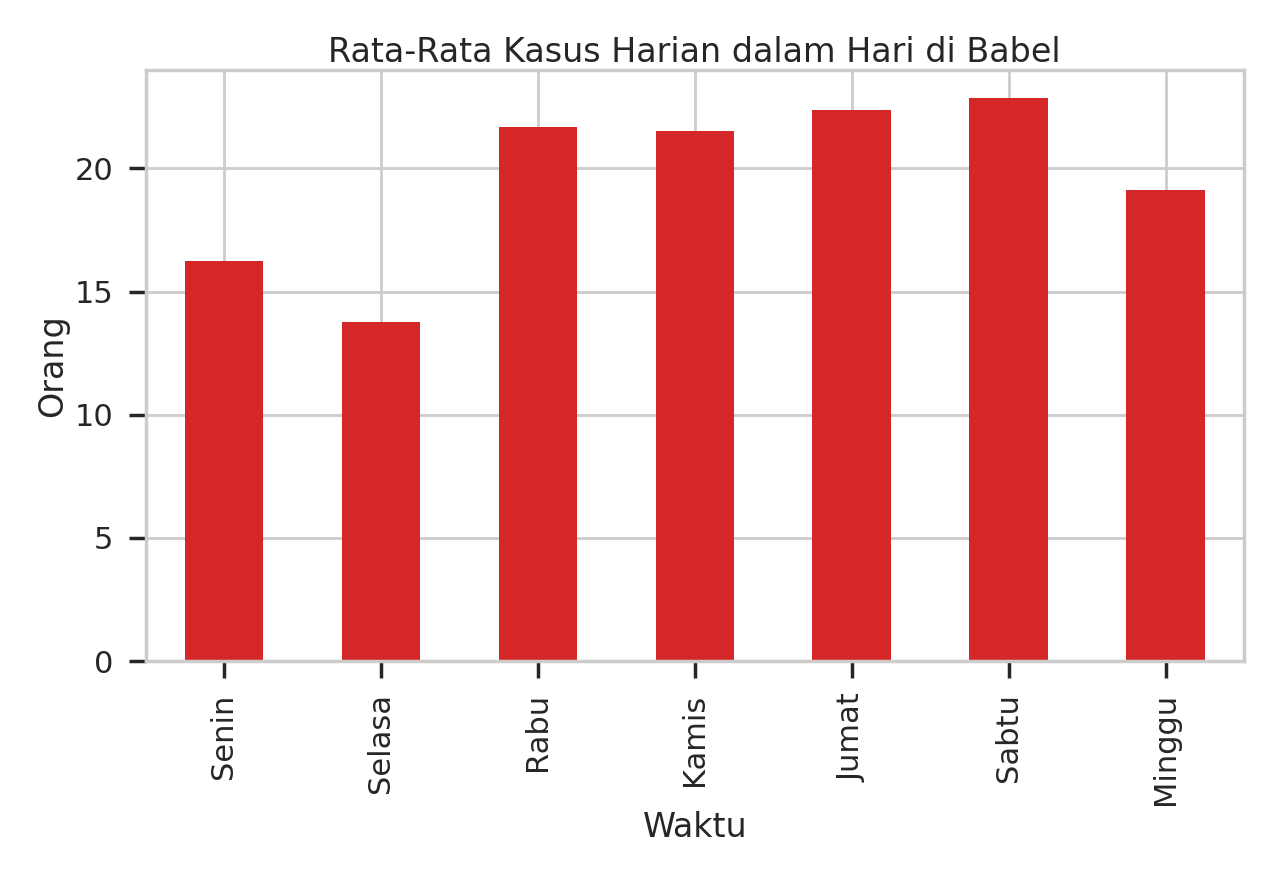 Rata-Rata Kasus Harian dalam Hari di Babel
Orang
20
15
10
5
0
Senin
Selasa
Rabu
Kamis
Jumat
Sabtu
Minggu
Waktu